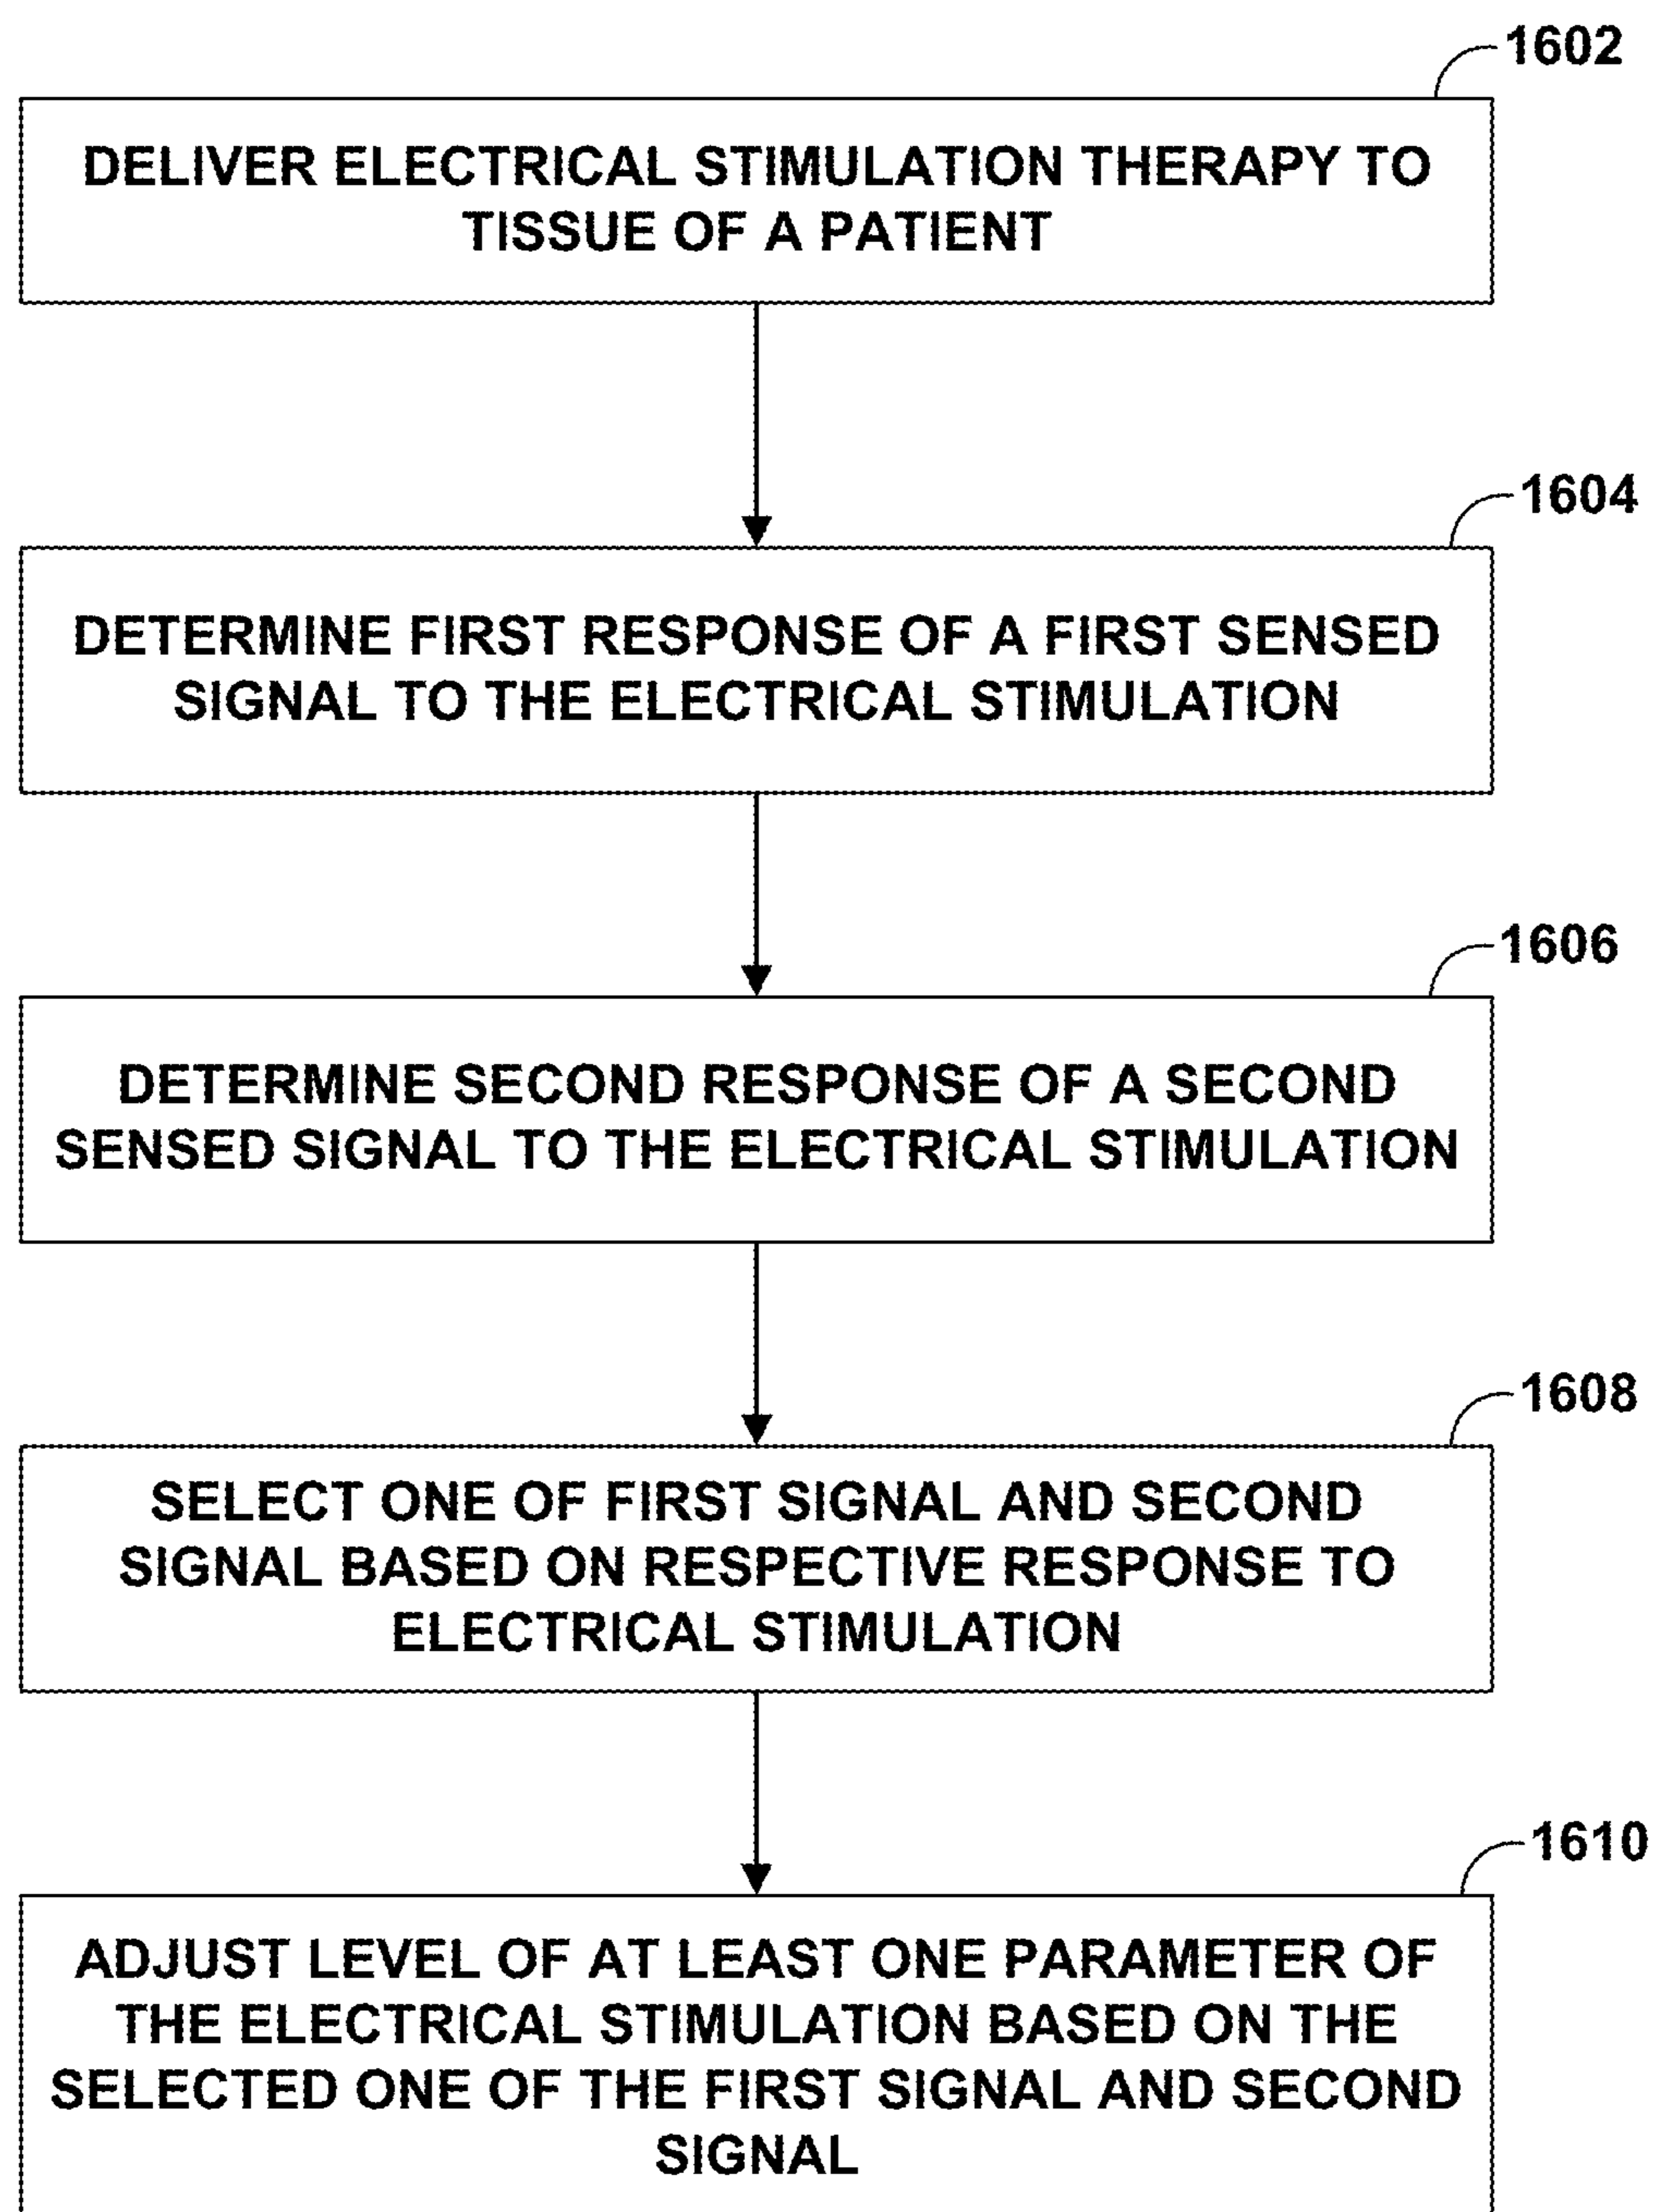 1602
DELIVER ELECTRICAL STIMULATION THERAPY TO
TISSUE OF A PATIENT
1604
DETERMINE FIRST RESPONSE OF A FIRST SENSED
SIGNAL TO THE ELECTRICAL STIMULATION
1606
DETERMINE SECOND RESPONSE OF A SECOND
SENSED SIGNAL TO THE ELECTRICAL STIMULATION
1608
SELECT ONE OF FIRST SIGNAL AND SECOND
SIGNAL BASED ON RESPECTIVE RESPONSE TO
ELECTRICAL STIMULATION
1610
ADJUST LEVEL OF AT LEAST ONE PARAMETER OF
THE ELECTRICAL STIMULATION BASED ON THE
SELECTED ONE OF THE FIRST SIGNAL AND SECOND
SIGNAL